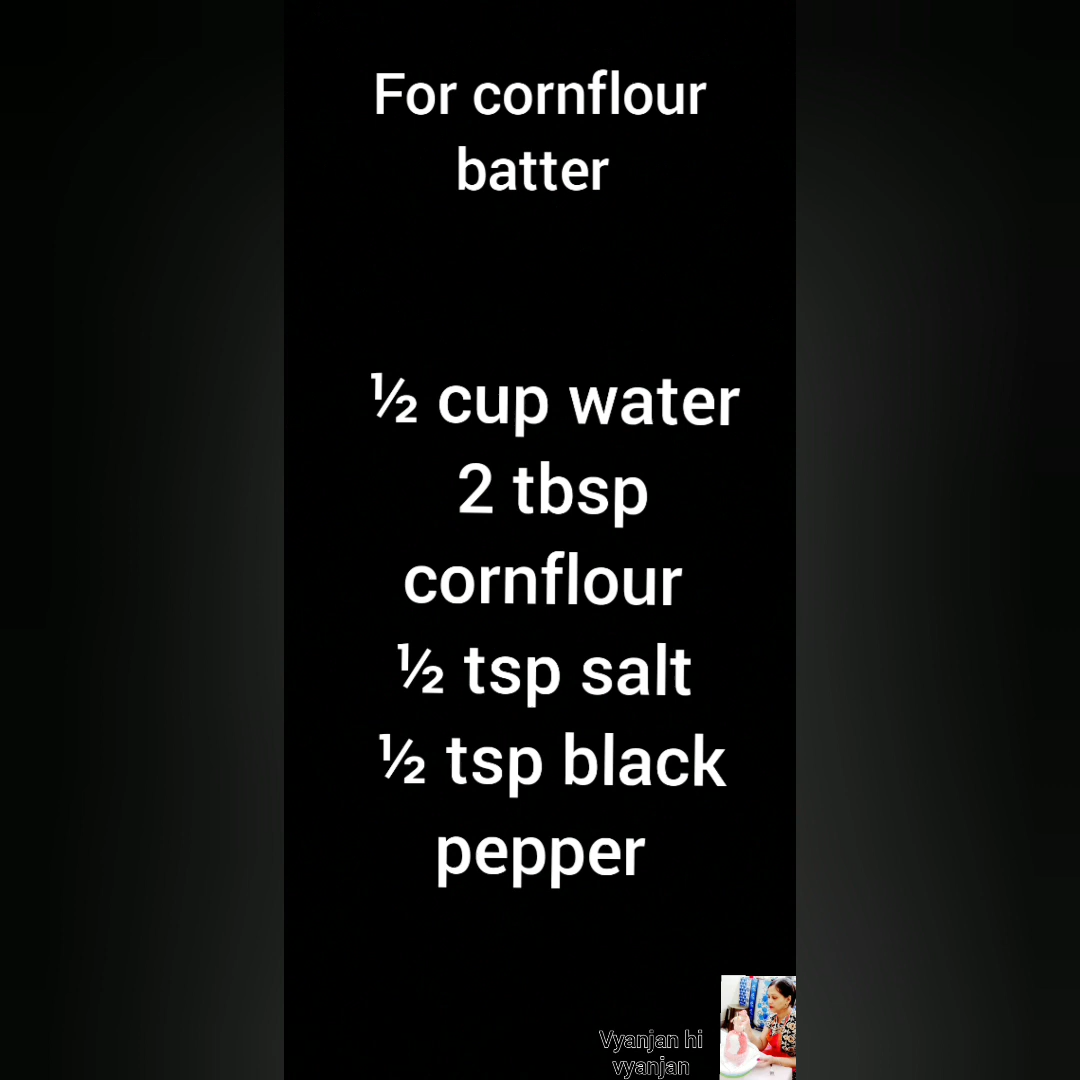 For cornflour
batter
½ cup water
2 tbsp
cornflour
½ tsp salt
½ tsp black
pepper
Vyanjan hi
vyanjan